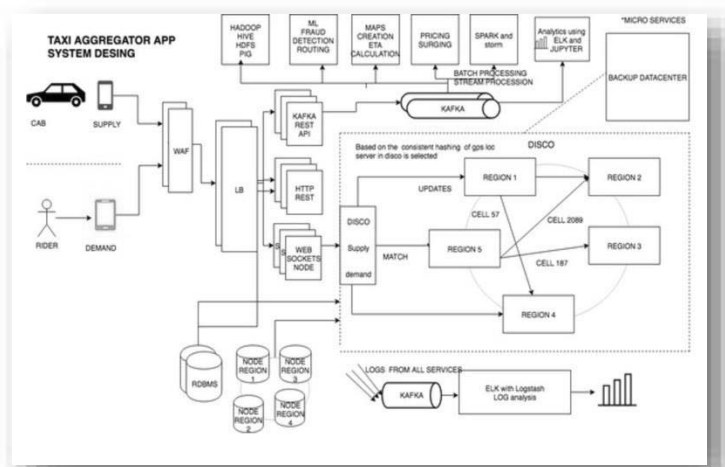 TAXI AGGREGATOR APP
SYSTEM DESING
HADOOP
HIVE
HDFS
PIG
ML
FRAUD
DETECTION
ROUTING
MAPS
CREATION
ETA
CALCULATION
PRICING
SURGING
SPARK and
storm
Analytics using
ELK and
JUPYTER
*MICRO SERVICES
BACKUP DATACENTER
BATCH PROCESSING
STREAM PROCESSION
KAFKA
CAB
SUPPLY
WAF
LB
KAFKA
REST
API
HTTP
REST
S
S
WEB
SOCKETS
NODE
RIDER
DEMAND
Based on the consistent hashing of gps loc
server in disco is selected
DISCO
UPDATES
REGION 1
REGION 2
CELL 57
CELL 2089
DISCO
Supply
demand
MATCH
REGION 5
REGION 3
CELL 187
REGION 4
RDBMS
NODE
REGION
1
NODE
REGION
3
NODE
REGION
2
NODE
REGION
4
LOGS FROM ALL SERVICES
KAFKA
ELK with Logstash
LOG analysis